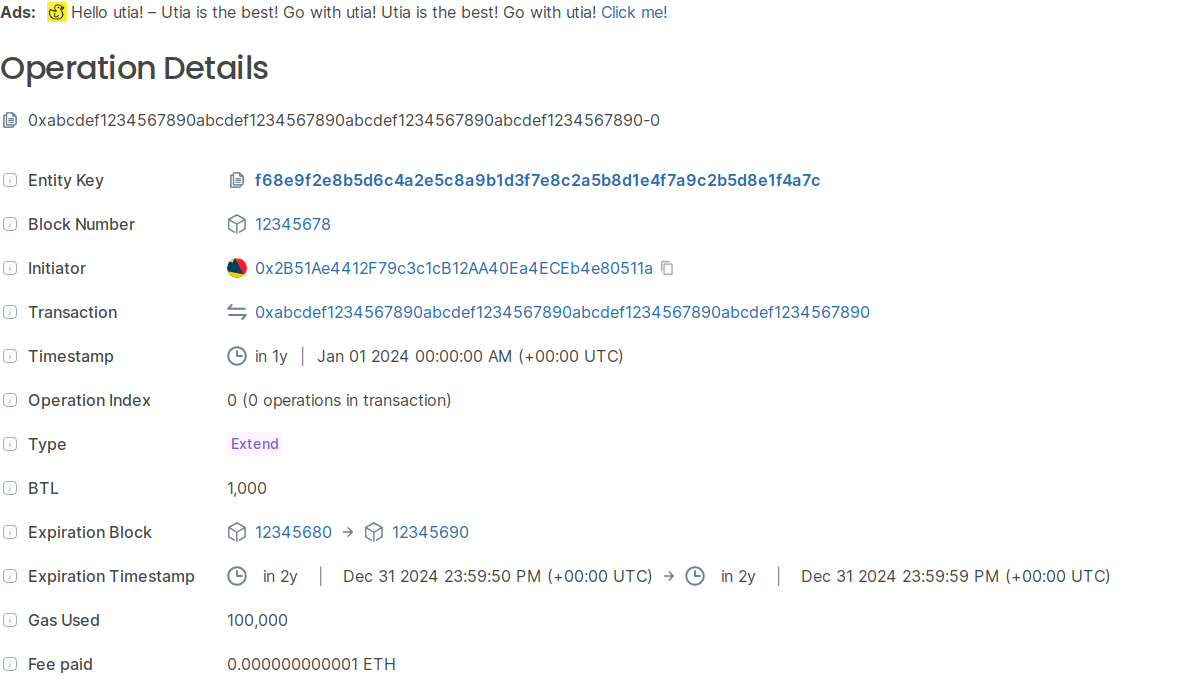 Ads: Hello utia! – Utia is the best! Go with utia! Utia is the best! Go with utia! Click me!
Operation Details
0xabcdef1234567890abcdef1234567890abcdef1234567890abcdef1234567890-0
Entity Key f68e9f2e8b5d6c4a2e5c8a9b1d3f7e8c2a5b8d1e4f7a9c2b5d8e1f4a7c
Block Number 12345678
Initiator 0x2B51Ae4412F79c3c1cB12AA40Ea4ECEb4e80511a
Transaction 0xabcdef1234567890abcdef1234567890abcdef1234567890abcdef1234567890
Timestamp in 1y | Jan 01 2024 00:00:00 AM (+00:00 UTC)
Operation Index 0 (0 operations in transaction)
Type Extend
BTL 1,000
Expiration Block 12345680 → 12345690
Expiration Timestamp in 2y | Dec 31 2024 23:59:50 PM (+00:00 UTC) → in 2y | Dec 31 2024 23:59:59 PM (+00:00 UTC)
Gas Used 100,000
Fee paid 0.000000000001 ETH